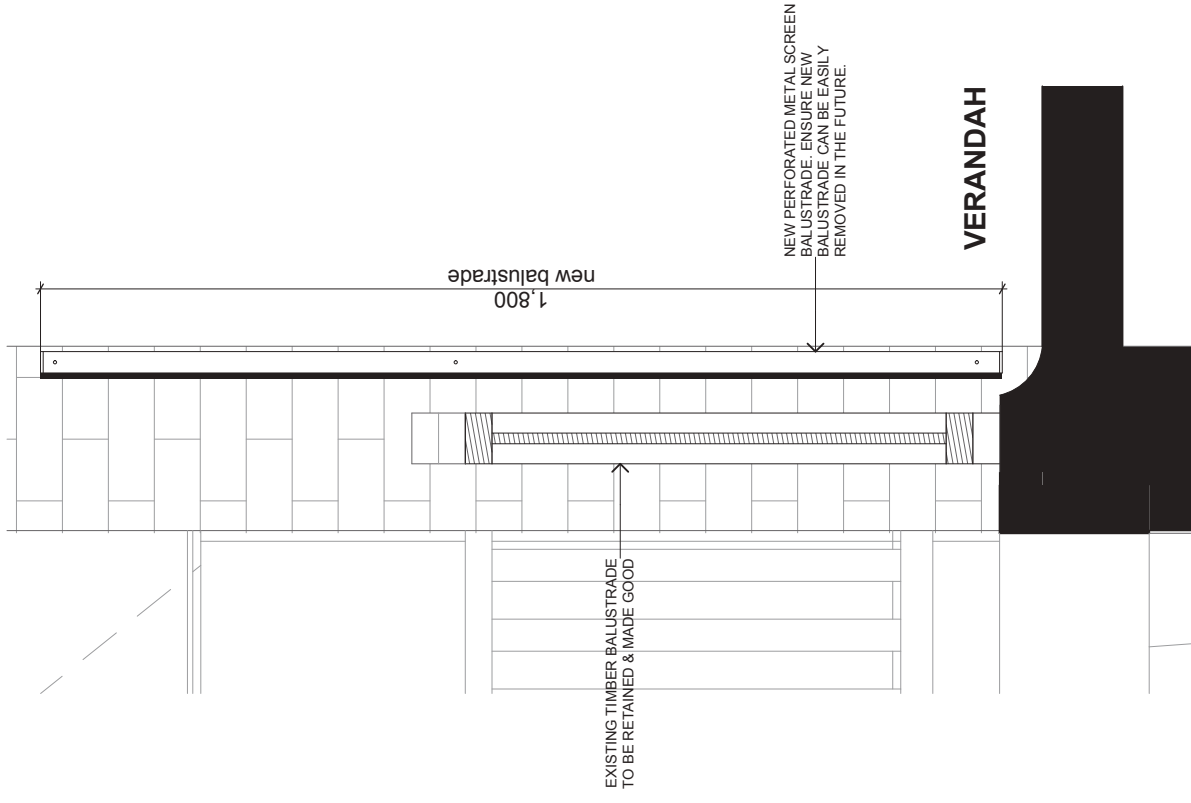 NEW PERFORATED METAL SCREEN
BALUSTRADE. ENSURE NEW
BALUSTRADE CAN BE EASILY
REMOVED IN THE FUTURE.
VERANDAH
1,800
new balustrade
EXISTING TIMBER BALUSTRADE
TO BE RETAINED & MADE GOOD